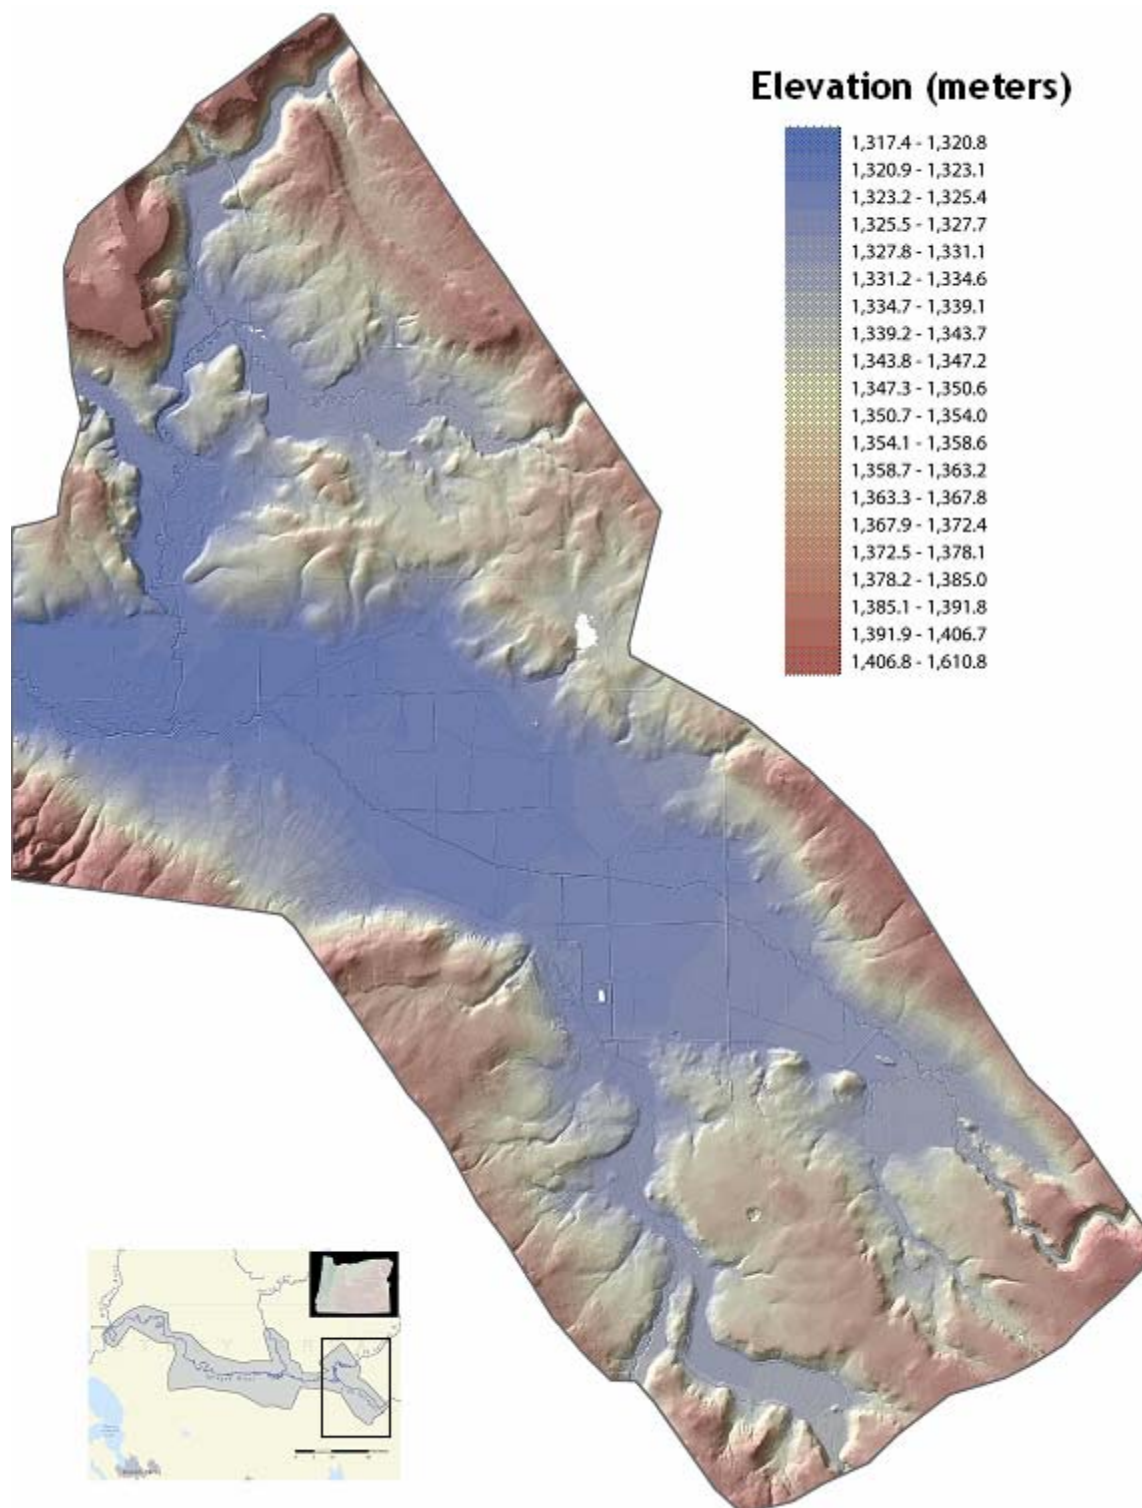 Elevation (meters)
1,317.4 - 1,320.8
1,320.9 - 1,323.1
1,323.2 - 1,325.4
1,325.5 - 1,327.7
1,327.8 - 1,331.1
1,331.2 - 1,334.6
1,334.7 - 1,339.1
1,339.2 - 1,343.7
1,343.8 - 1,347.2
1,347.3 - 1,350.6
1,350.7 - 1,354.0
1,354.1 - 1,358.6
1,358.7 - 1,363.2
1,363.3 - 1,367.8
1,367.9 - 1,372.4
1,372.5 - 1,378.1
1,378.2 - 1,385.0
1,385.1 - 1,391.8
1,391.9 - 1,406.7
1,406.8 - 1,610.8